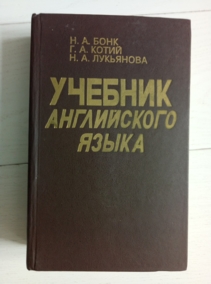 Н. А. БОНК
Г. А. КОТИЙ
Н. А. ЛУКЬЯНОВА
УЧЕБНИК
АНГЛИЙСКОГО
ЯЗЫКА